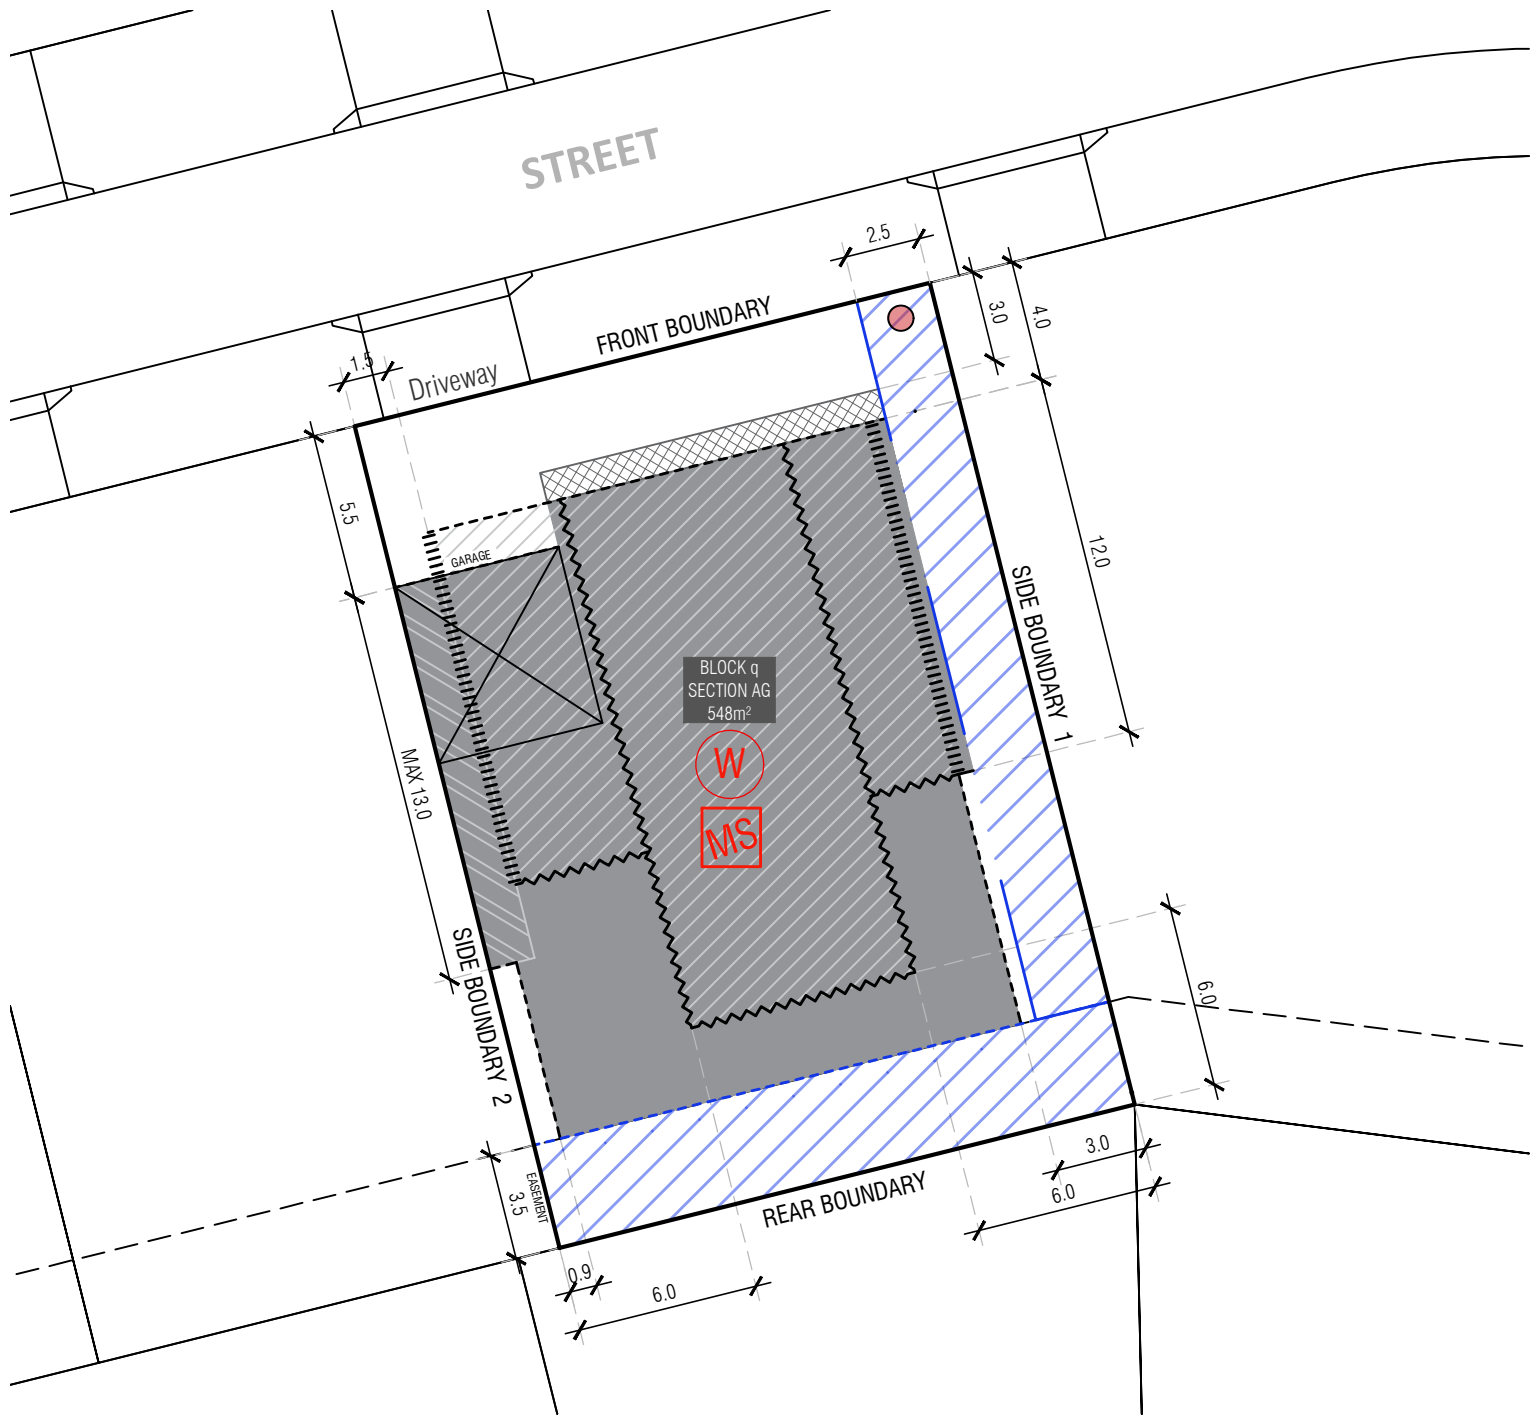 STREET
2.5
3.0
4.0
FRONT BOUNDARY
1.5
Driveway
5.5
GARAGE
12.0
SIDE BOUNDARY 1
BLOCK q
SECTION AG
548m²
W
MS
MAX 13.0
SIDE BOUNDARY 2
6.0
3.0
6.0
EASEMENT
3.5
REAR BOUNDARY
0.9
6.0